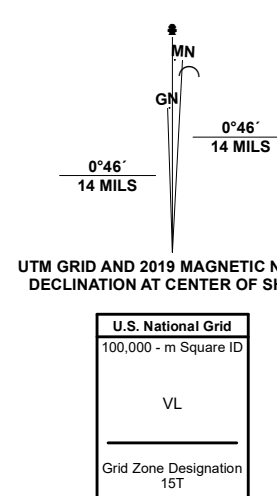 MN
GN
0°46´
14 MILS
0°46´
14 MILS
UTM GRID AND 2019 MAGNETIC
DECLINATION AT CENTER OF
U.S. National Grid
100,000 - m Square ID
VL
Grid Zone Designation
15T